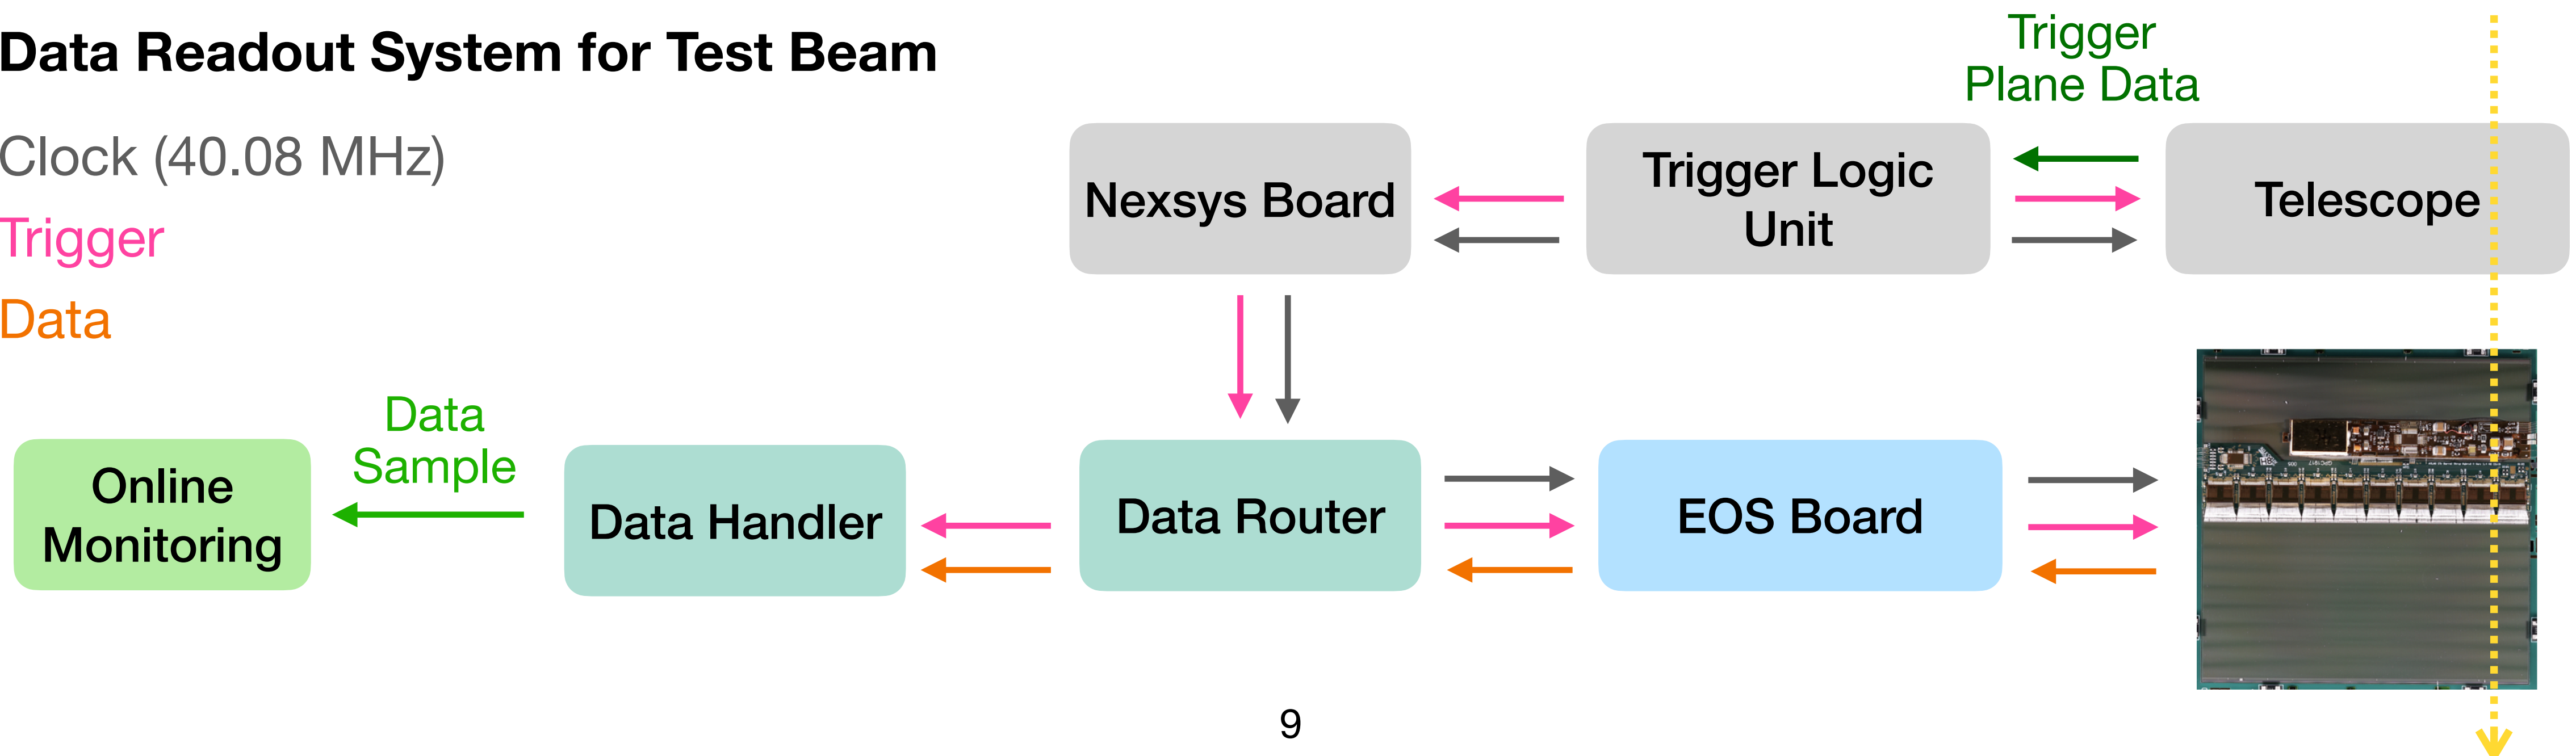 Data Readout System for Test Beam
Clock (40.08 MHz)
Trigger
Data
Trigger
Plane Data
Nexsys Board
Trigger Logic
Unit
Telescope
Data
Sample
Online
Monitoring
Data Handler
Data Router
EOS Board
9